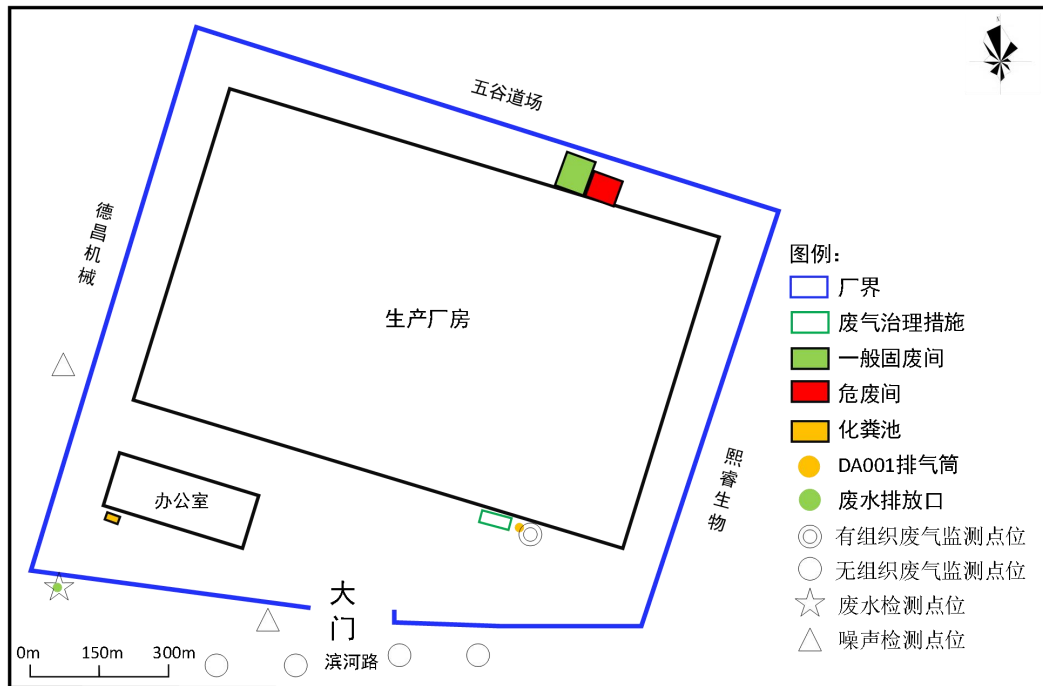 N
五谷道场
德昌机械
生产厂房
熙睿生物
办公室
大门
滨河路
0m 150m 300m
图例：
厂界
废气治理措施
一般固废间
危废间
化粪池
DA001排气筒
废水排放口
有组织废气监测点位
无组织废气监测点位
废水检测点位
噪声检测点位